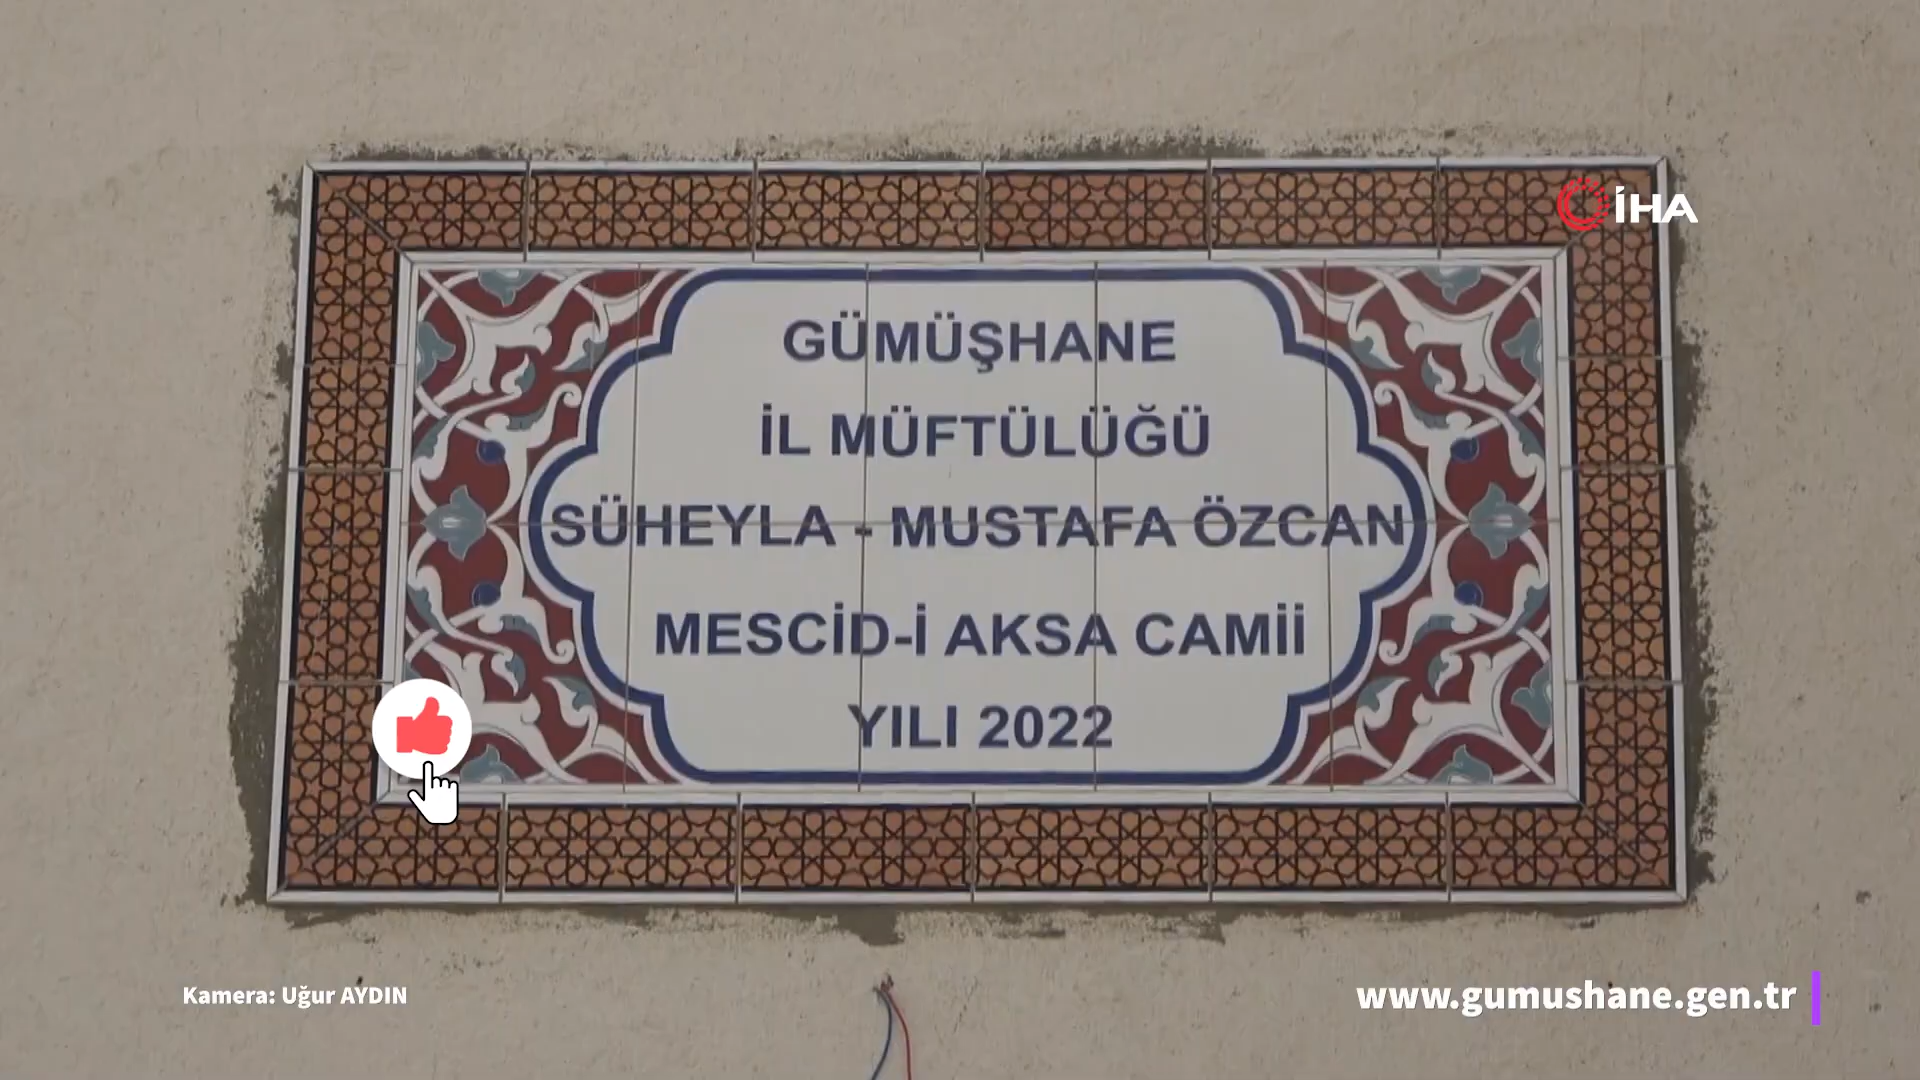 İHA
GÜMÜŞHANE
İL MÜFTÜLÜĞÜ
SÜHEYLA - MUSTAFA ÖZCAN
MESCİD-İ AKSA CAMİİ
YILI 2022
Kamera: Uğur AYDIN
www.gumushane.gen.tr